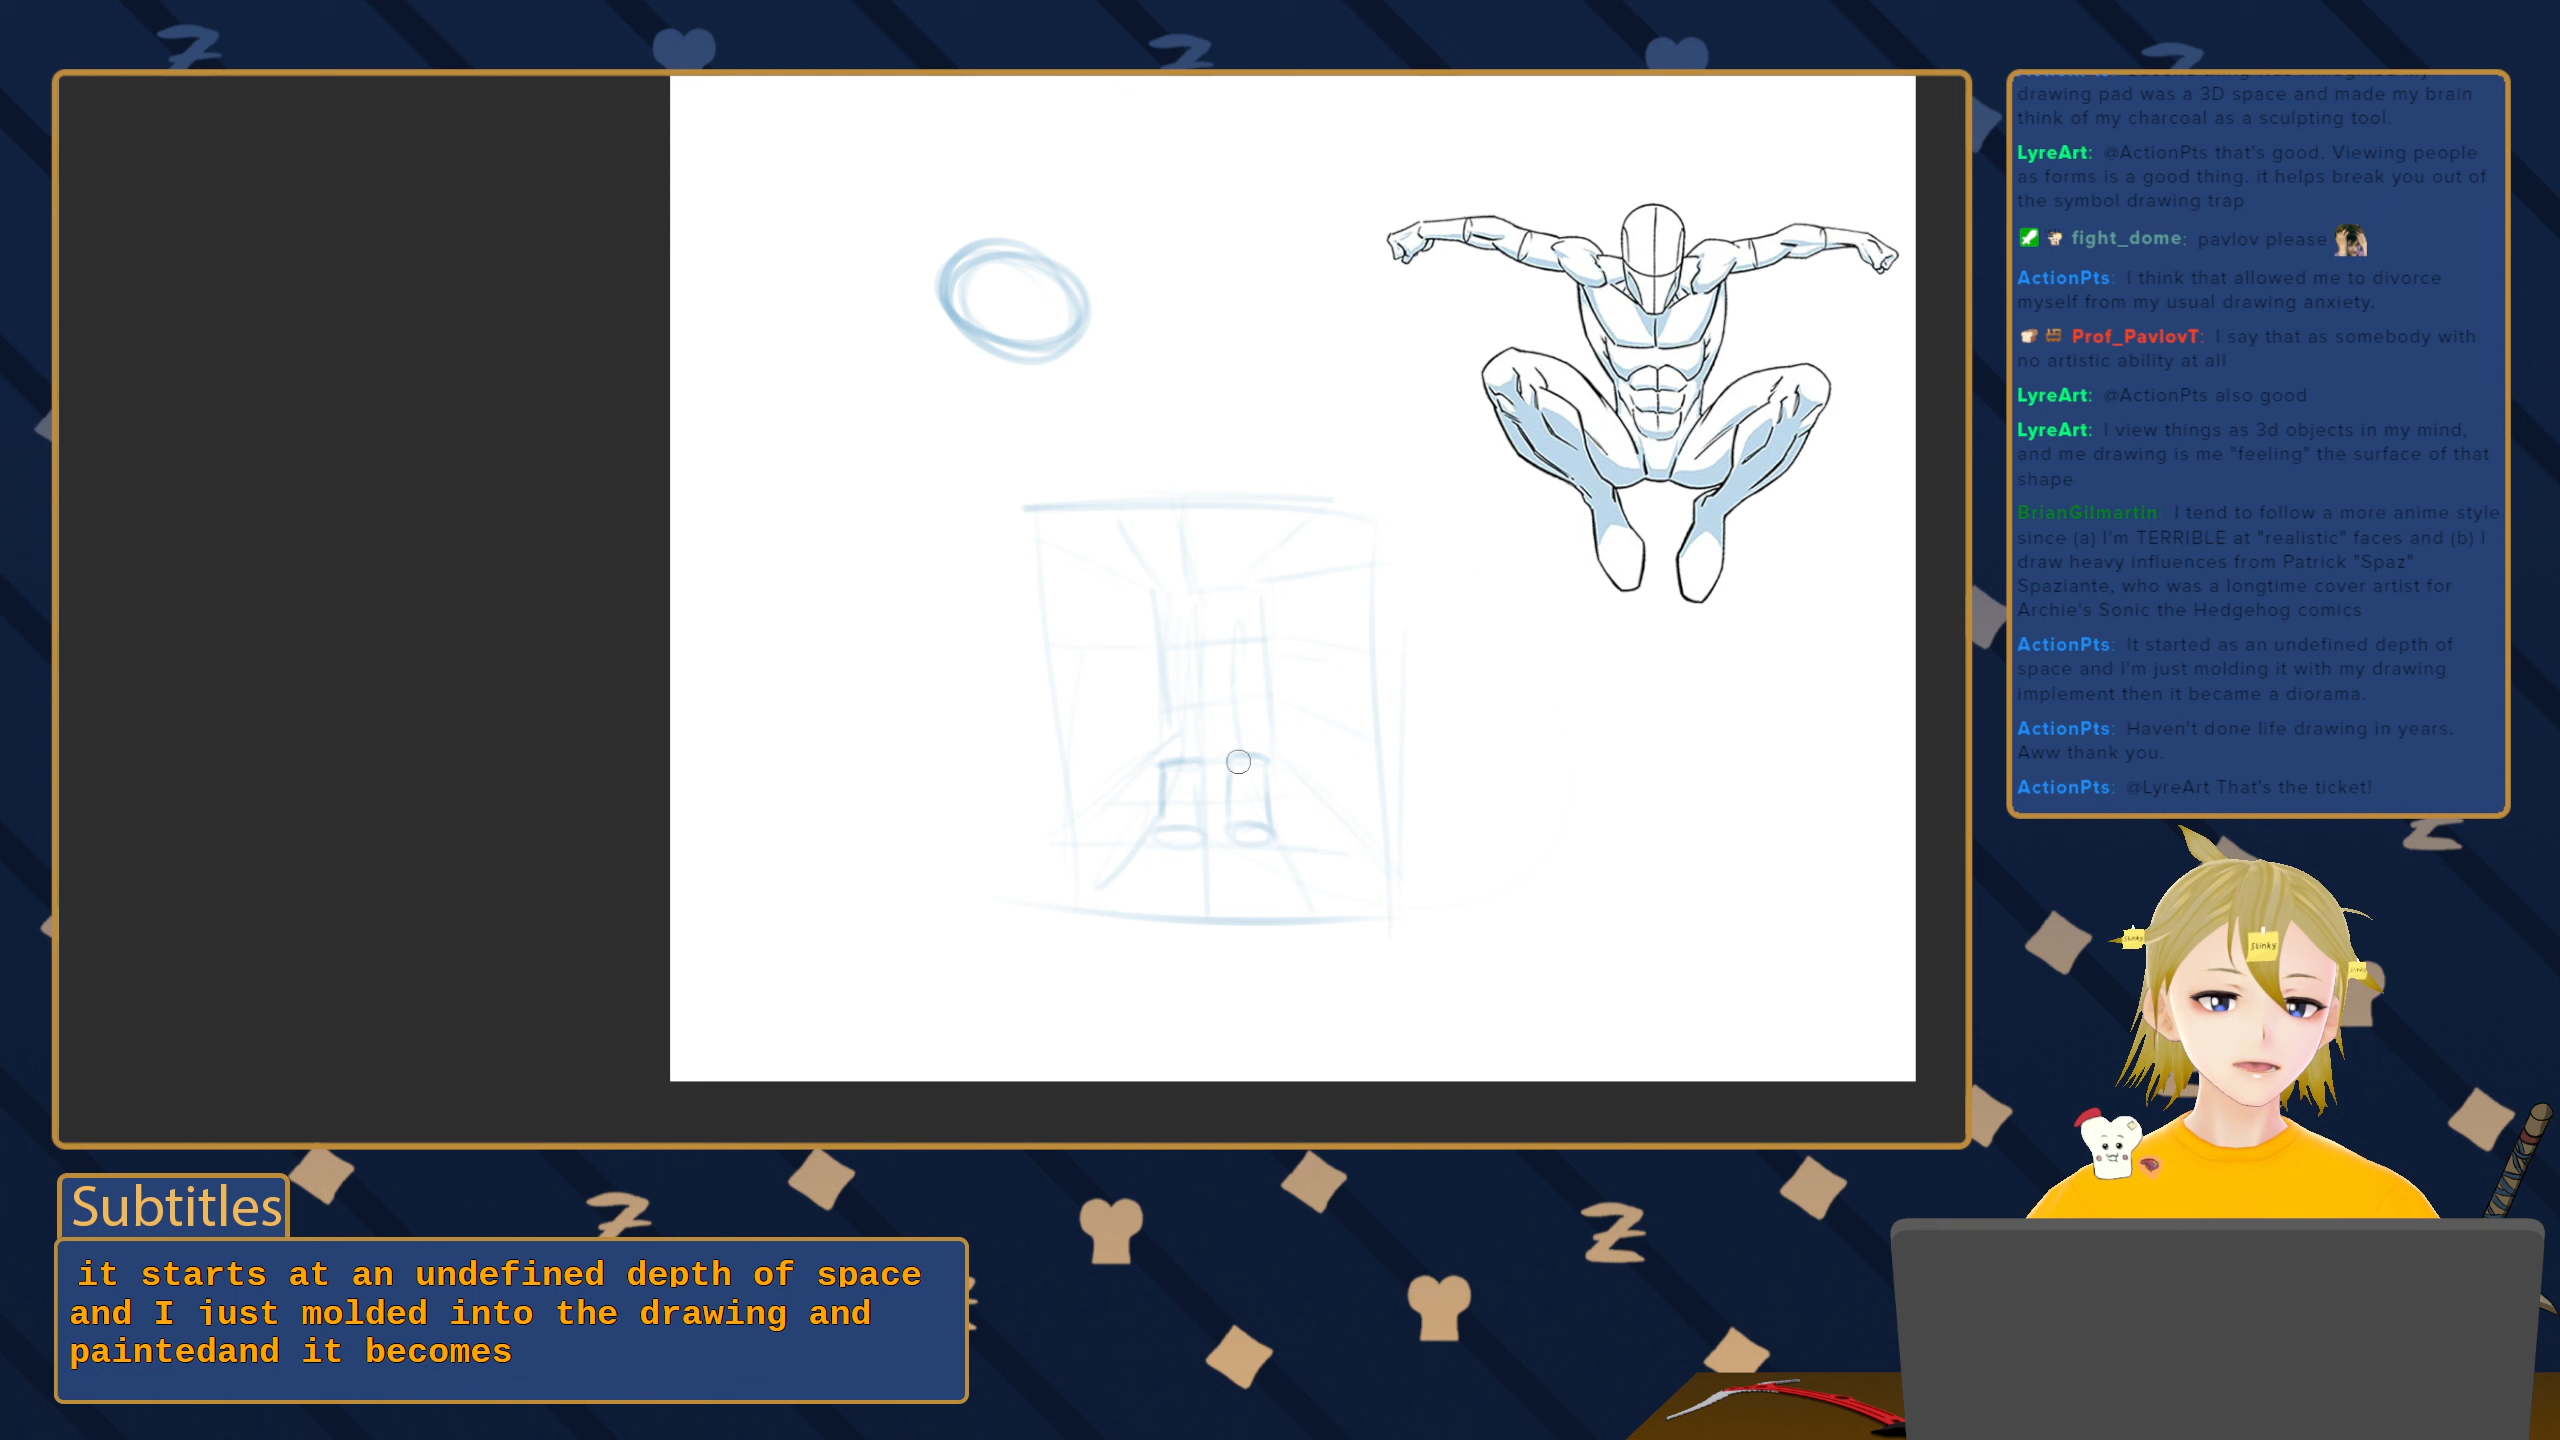 drawing pad was a 3D space and made my brain
think of my charcoal as a sculpting tool.
LyreArt: @ActionPts that's good. Viewing people
as forms is a good thing. it helps break you out of
the symbol drawing trap
fight_dome: pavlov please
ActionPts: I think that allowed me to divorce
myself from my usual drawing anxiety.
Prof_PavlovT: I say that as somebody with
no artistic ability at all
LyreArt: @ActionPts also good
LyreArt: I view things as 3d objects in my mind,
and me drawing is me "feeling" the surface of that
shape
BrianGilmartin: I tend to follow a more anime style
since (a) I'm TERRIBLE at "realistic" faces and (b) I
draw heavy influences from Patrick "Spaz"
Spaziante, who was a longtime cover artist for
Archie's Sonic the Hedgehog comics
ActionPts: It started as an undefined depth of
space and I'm just molding it with my drawing
implement then it became a diorama.
ActionPts: Haven't done life drawing in years.
Aww thank you.
ActionPts: @LyreArt That's the ticket!
Stinky
Subtitles
it starts at an undefined depth of space
and I just molded into the drawing and
paintedand it becomes